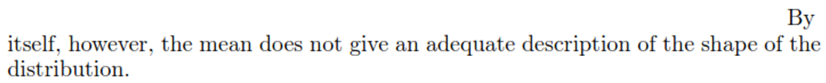 By
itself, however, the mean does not give an adequate description of the shape of the
distribution.